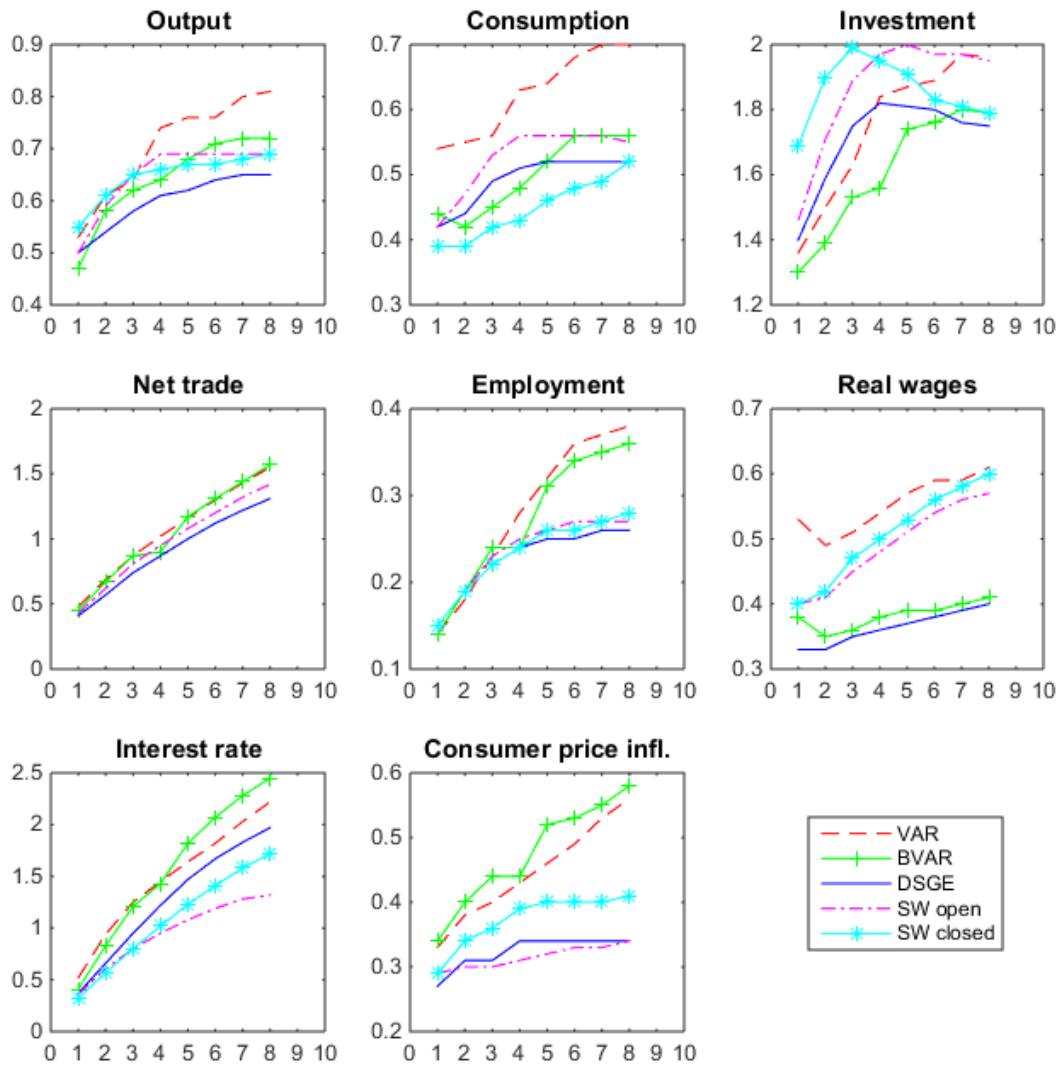 Output
0.9
0.8
0.7
0.6
0.5
0.4
0 1 2 3 4 5 6 7 8 9 10
Consumption
0.7
0.6
0.5
0.4
0.3
0 1 2 3 4 5 6 7 8 9 10
Investment
2
1.8
1.6
1.4
1.2
0 1 2 3 4 5 6 7 8 9 10
Net trade
2
1.5
1
0.5
0
0 1 2 3 4 5 6 7 8 9 10
Employment
0.4
0.3
0.2
0.1
0 1 2 3 4 5 6 7 8 9 10
Real wages
0.7
0.6
0.5
0.4
0.3
0 1 2 3 4 5 6 7 8 9 10
Interest rate
2.5
2
1.5
1
0.5
0
0 1 2 3 4 5 6 7 8 9 10
Consumer price infl.
0.6
0.5
0.4
0.3
0.2
0 1 2 3 4 5 6 7 8 9 10
VAR
BVAR
DSGE
SW open
SW closed